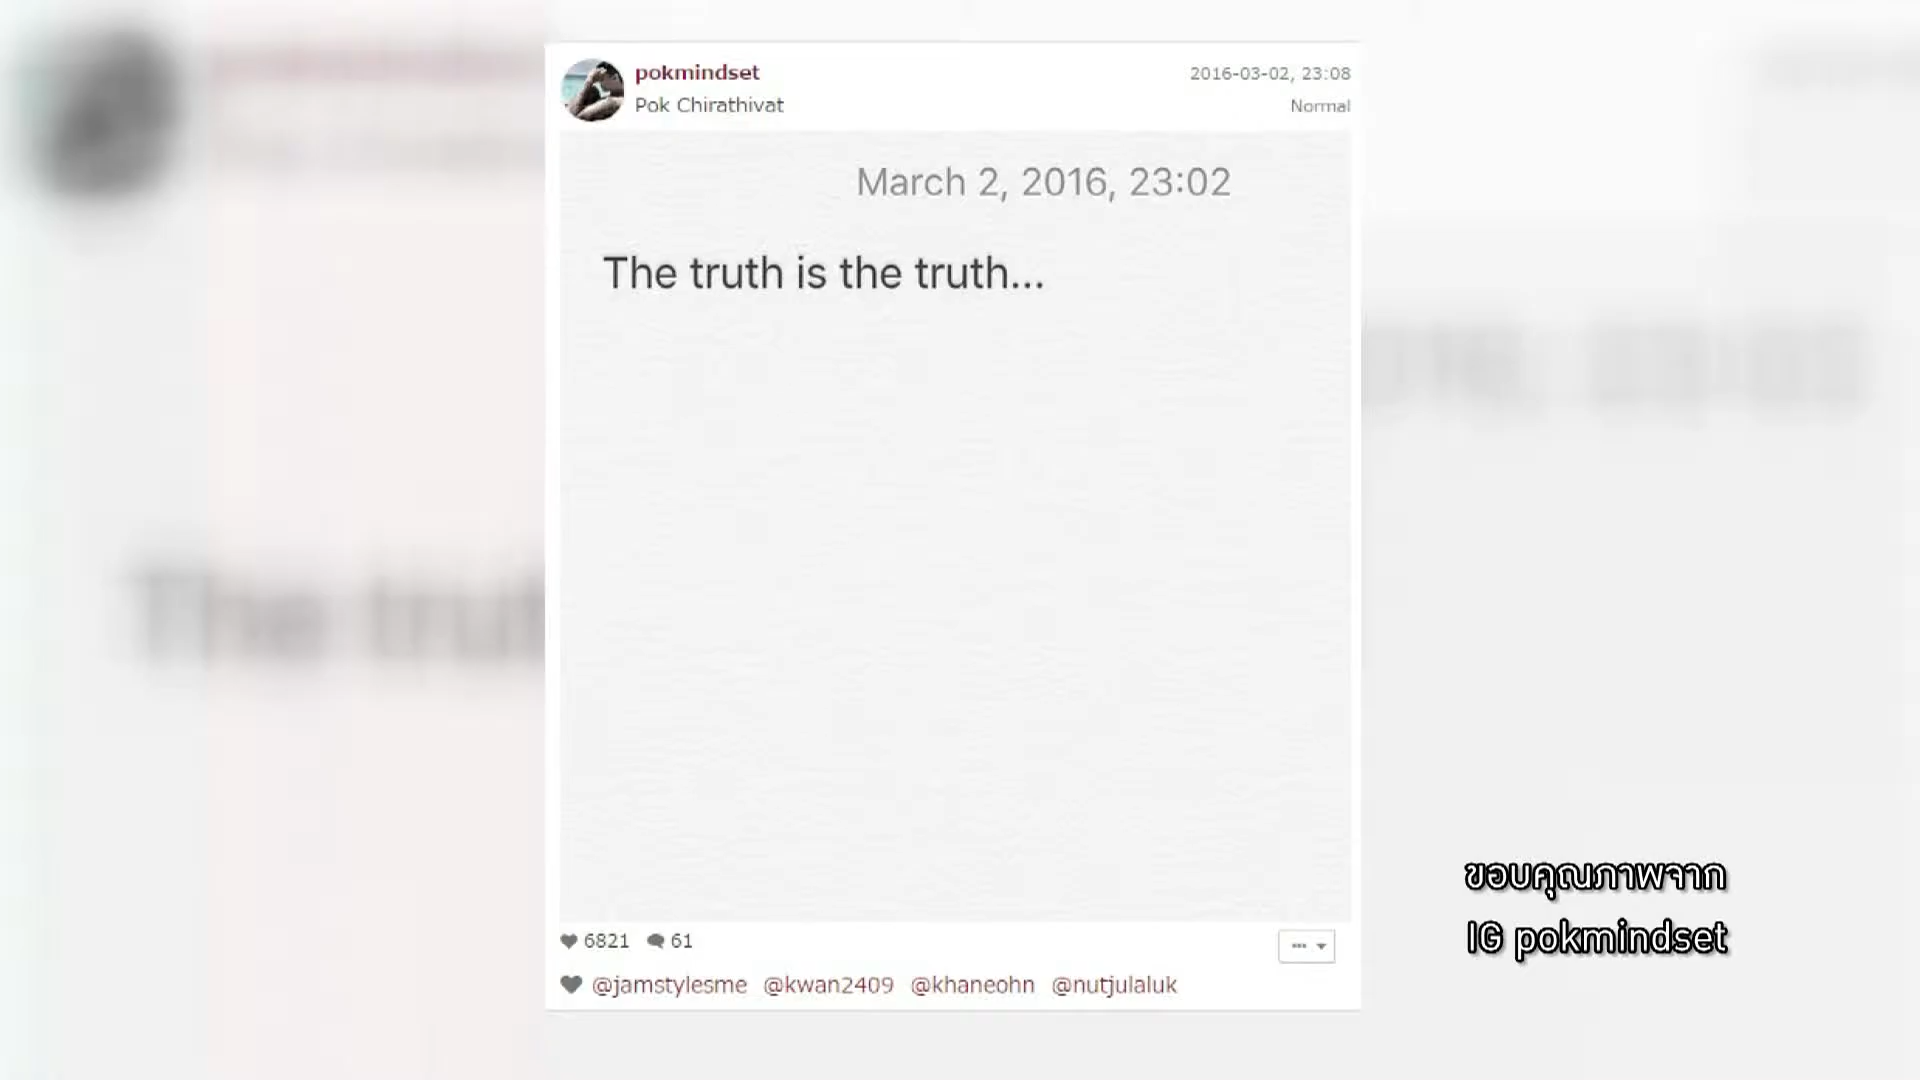 pokmindset
2016-03-02, 23:08
Pok Chirathivat
Normal
March 2, 2016, 23:02
The truth is the truth...
6821 61
@jamstylesme @kwan2409 @khaneohn @nutjulaluk
ขอบคุณภาพจาก
IG pokmindset